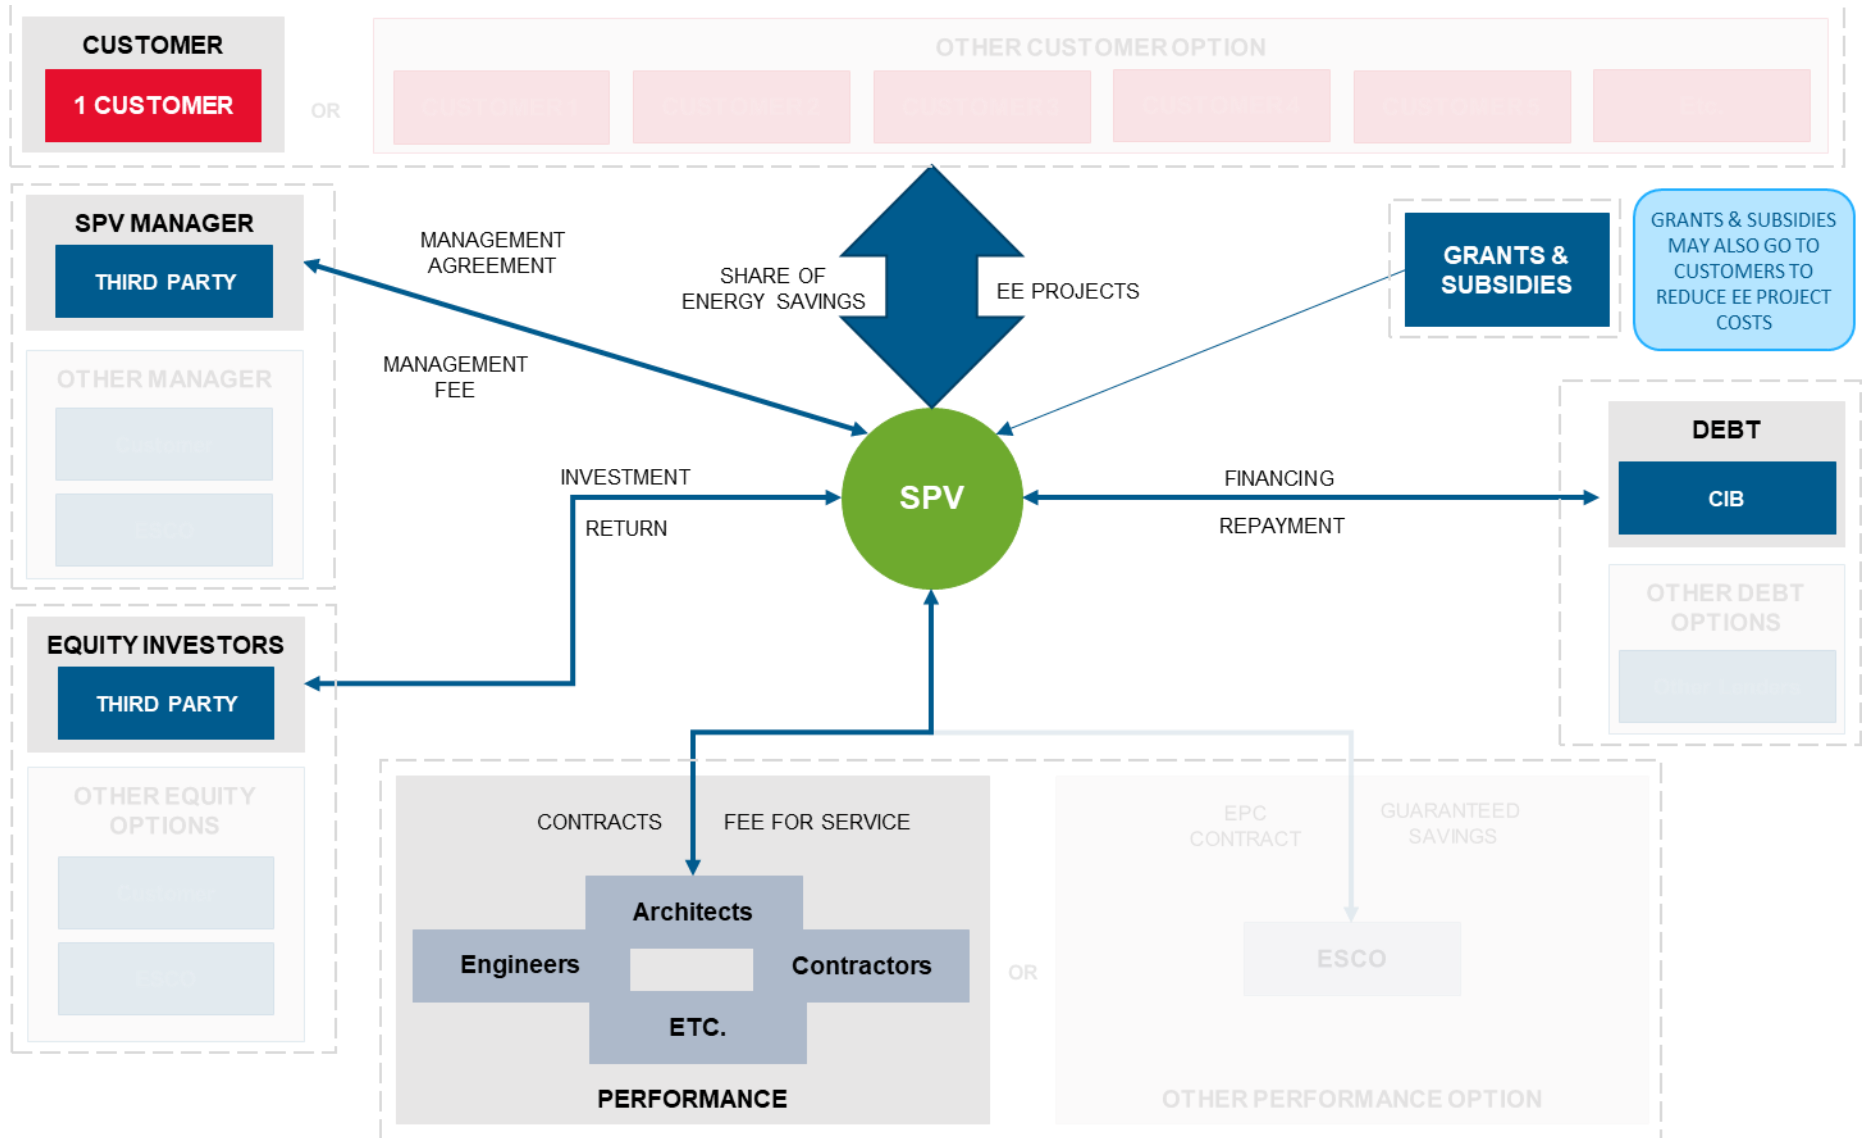 CUSTOMER
1 CUSTOMER
OR
OTHER CUSTOMER OPTION
SPV MANAGER
THIRD PARTY
OTHER MANAGER
MANAGEMENT
AGREEMENT
MANAGEMENT
FEE
SHARE OF
ENERGY SAVINGS
EE PROJECTS
GRANTS &
SUBSIDIES
GRANTS & SUBSIDIES
MAY ALSO GO TO
CUSTOMERS TO
REDUCE EE PROJECT
COSTS
SPV
INVESTMENT
RETURN
FINANCING
REPAYMENT
DEBT
CIB
OTHER DEBT
OPTIONS
EQUITY INVESTORS
THIRD PARTY
OTHER EQUITY
OPTIONS
CONTRACTS
FEE FOR SERVICE
Architects
Engineers
Contractors
ETC.
PERFORMANCE
OR
EPC
CONTRACT
GUARANTEED
SAVINGS
ESCO
OTHER PERFORMANCE OPTION